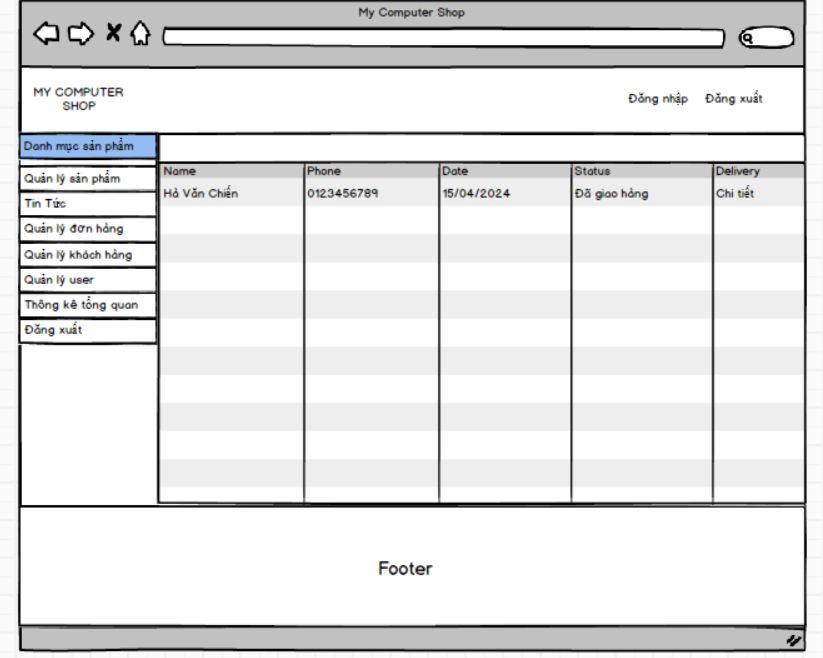 My Computer Shop
MY COMPUTER
SHOP
Đăng nhập Đăng xuất
Danh mục sản phẩm
Quản lý sản phẩm
Tin Tức
Quản lý đơn hàng
Quản lý khách hàng
Quản lý user
Thông kê tổng quan
Đăng xuất
Name Phone Date Status Delivery
Hà Văn Chiến 0123456789 15/04/2024 Đã giao hàng Chi tiết
Footer